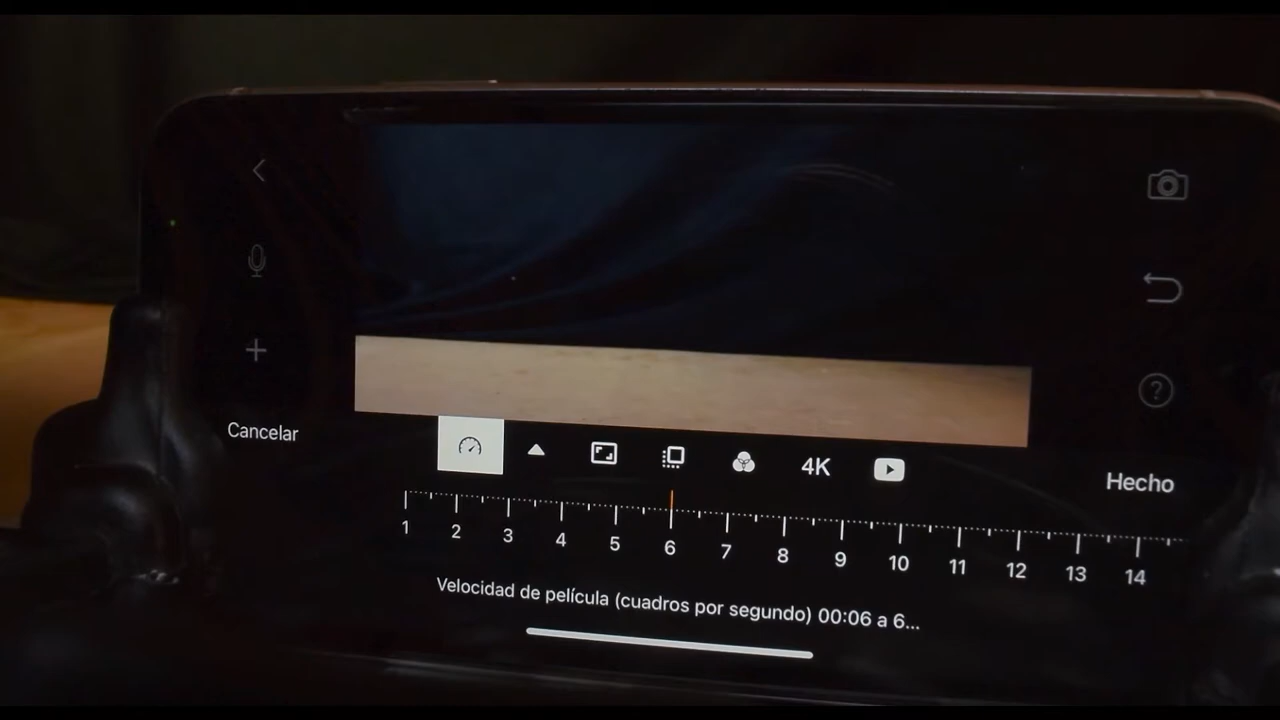 Cancelar
4K
Hecho
1 2 3 4 5 6 7 8 9 10 11 12 13 14
Velocidad de película (cuadros por segundo) 00:06 a 6...